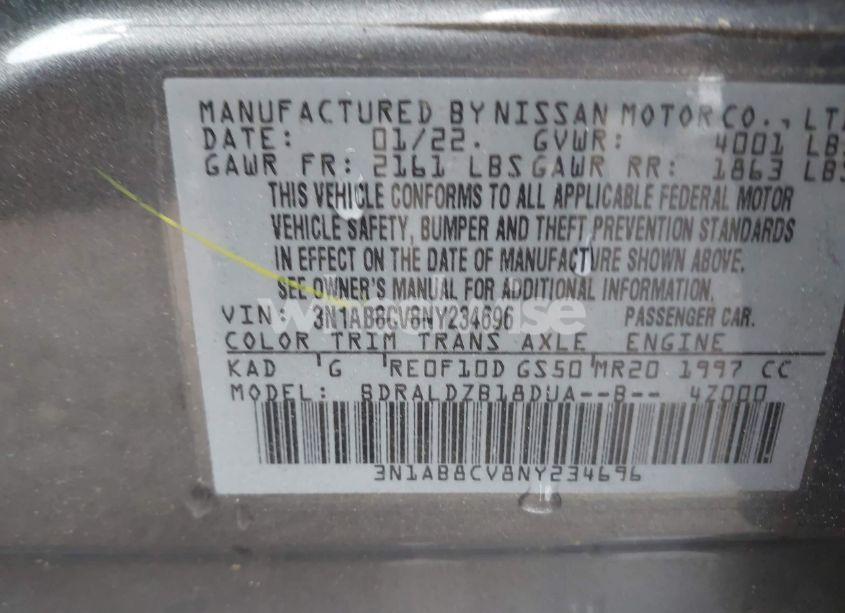 MANUFACTURED BY NISSAN MOTOR CO., LT
DATE: 01/22. GVWR: 4001 LBS
GAWR FR: 2161 LBS GAWR RR: 1863 LBS
THIS VEHICLE CONFORMS TO ALL APPLICABLE FEDERAL MOTOR
VEHICLE SAFETY, BUMPER AND THEFT PREVENTION STANDARDS
IN EFFECT ON THE DATE OF MANUFACTURE SHOWN ABOVE.
SEE OWNER'S MANUAL FOR ADDITIONAL INFORMATION.
VIN: 3N1AB8CV8NY234696 PASSENGER CAR.
COLOR TRIM TRANS AXLE ENGINE
KAD G RE0F10D GS50 MR20 1997 CC
MODEL: BDRALDZB18DUA--B-- 4Z000
3N1AB8CV8NY234696